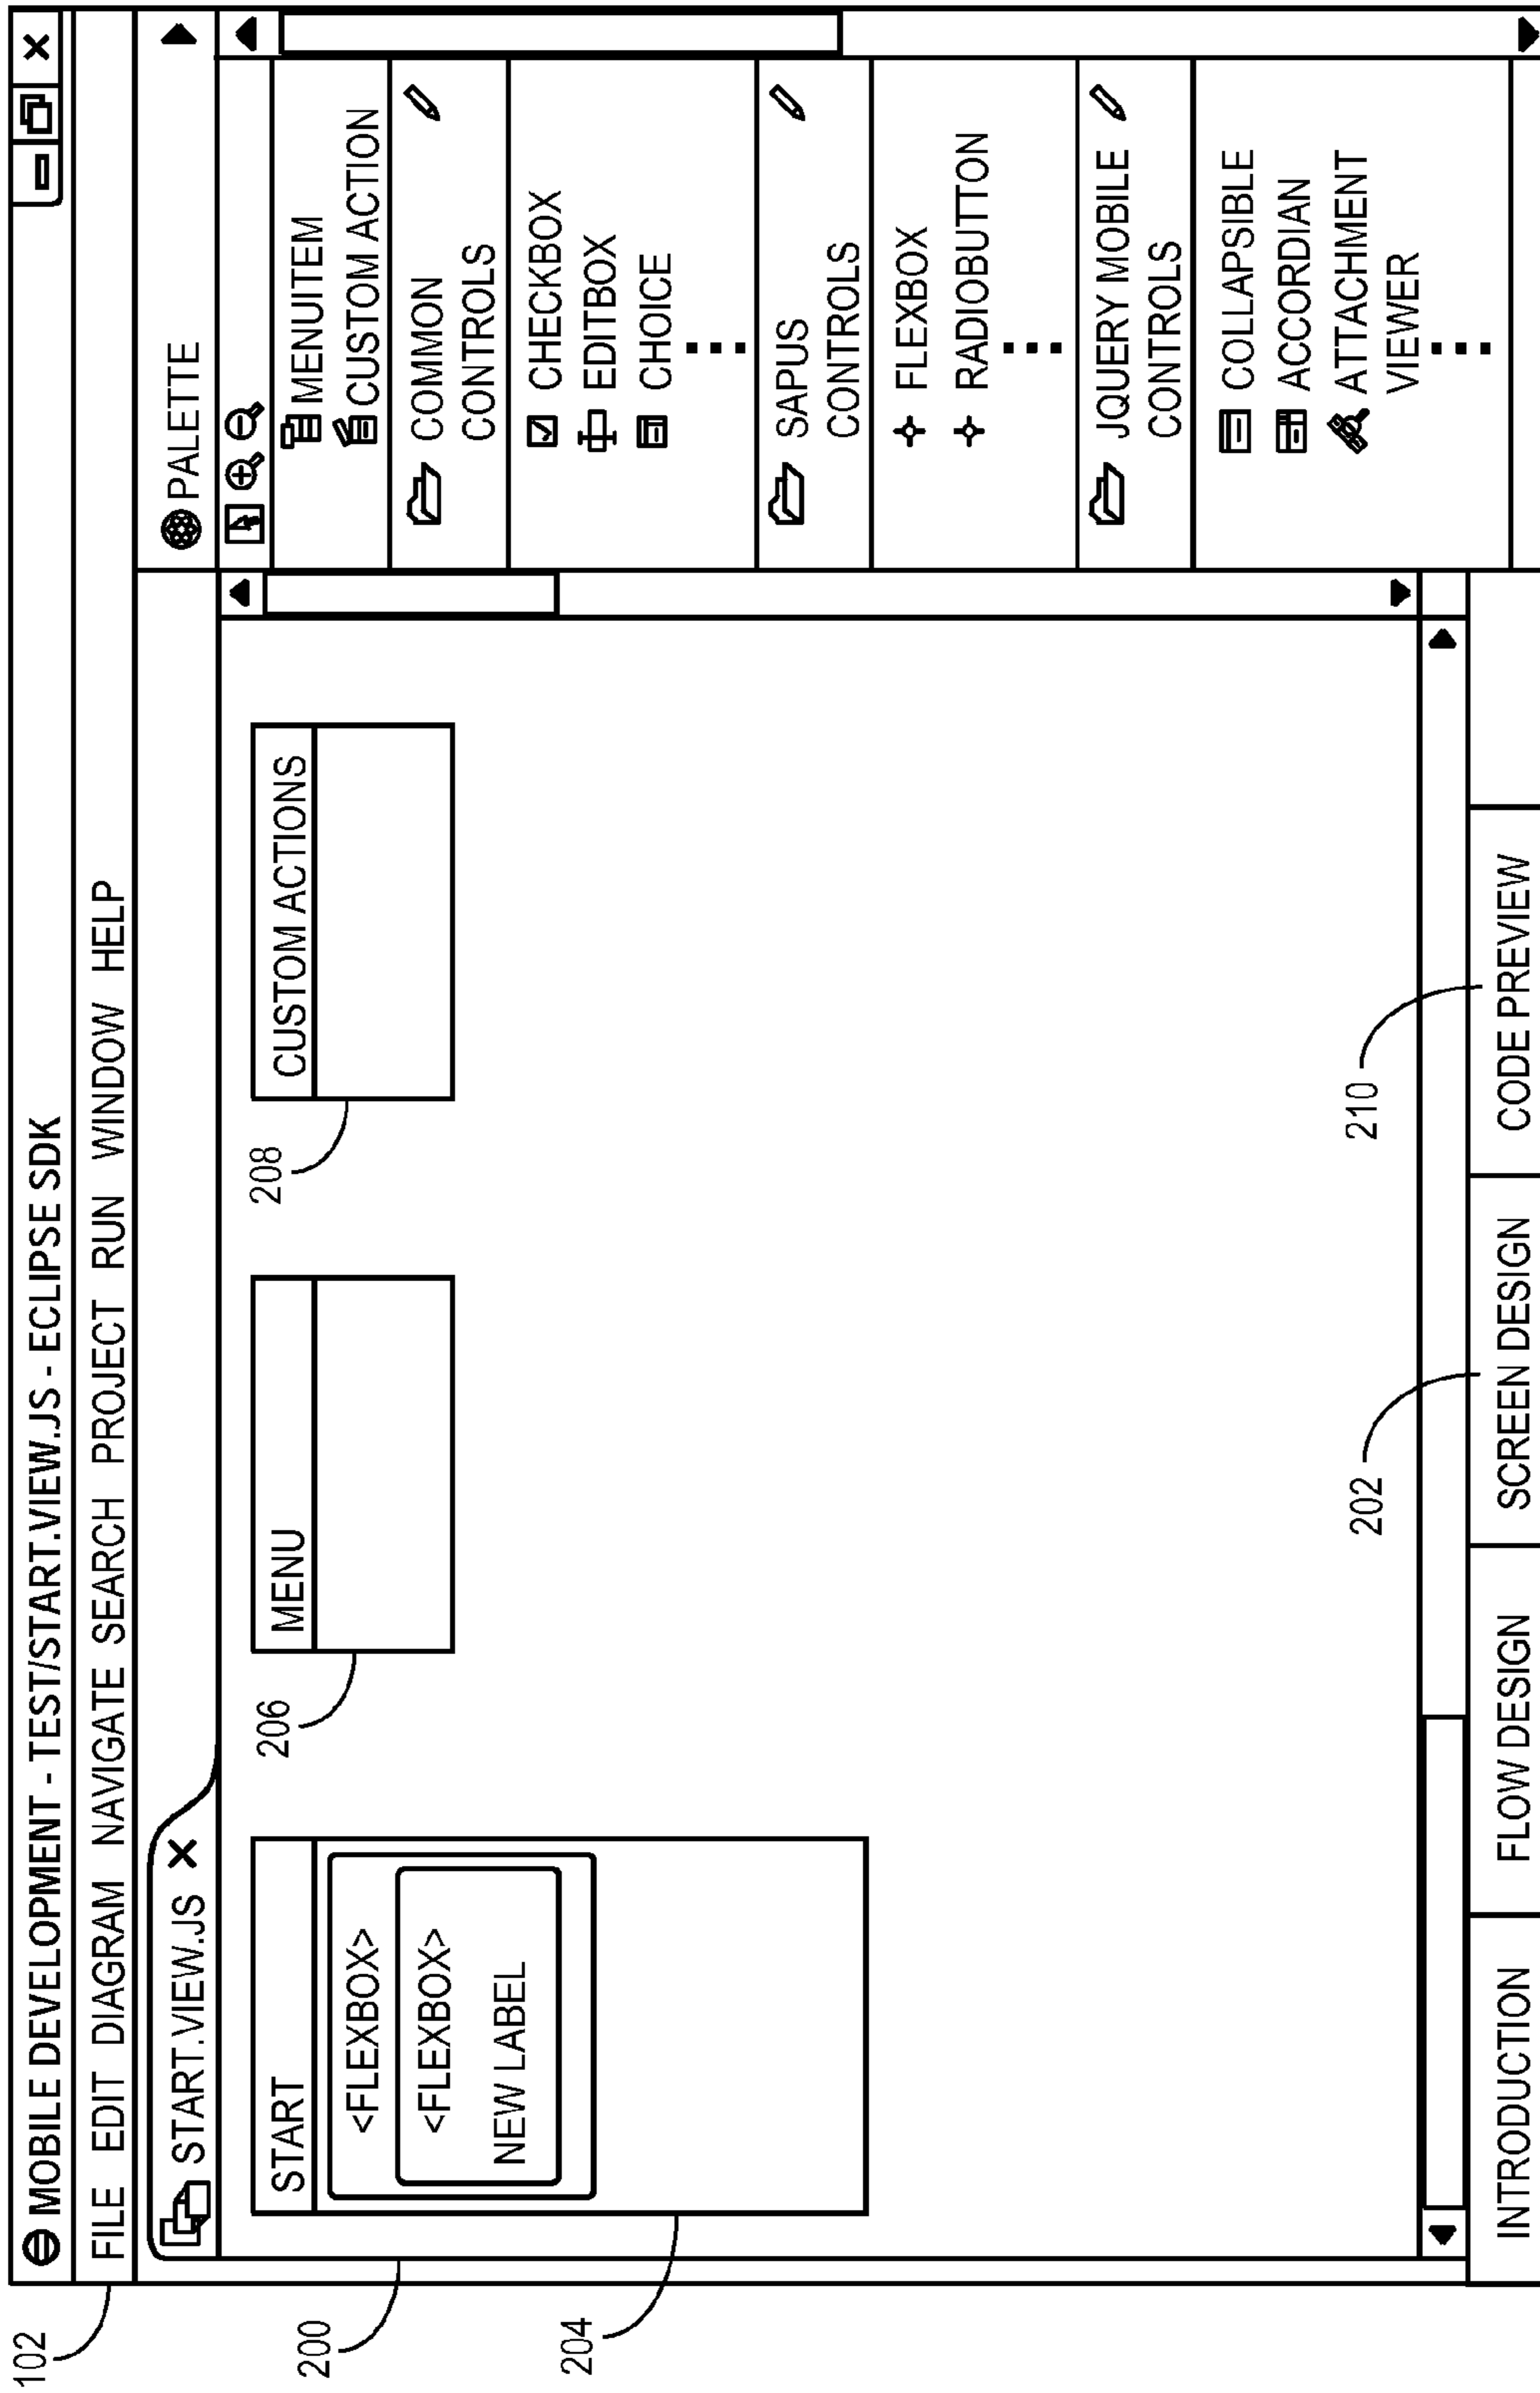 MOBILE DEVELOPMENT - TEST/START.VIEW.JS - ECLIPSE SDK
102
FILE EDIT DIAGRAM NAVIGATE SEARCH PROJECT RUN WINDOW HELP
START.VIEW.JS
200
START
<FLEXBOX>
<FLEXBOX>
NEW LABEL
204
206
MENU
208
CUSTOM ACTIONS
PALETTE
MENUITEM
CUSTOM ACTION
COMMON
CONTROLS
CHECKBOX
EDITBOX
CHOICE
SAPUS
CONTROLS
FLEXBOX
RADIOBUTTON
JQUERY MOBILE
CONTROLS
COLLAPSIBLE
ACCORDIAN
ATTACHMENT
VIEWER
202
210
INTRODUCTION
FLOW DESIGN
SCREEN DESIGN
CODE PREVIEW